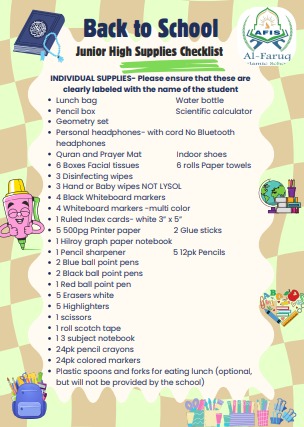 Back to School
Junior High Supplies Checklist
AFIS
Al-Faruq
INDIVIDUAL SUPPLIES- Please ensure that these are
clearly labeled with the name of the student
• Lunch bag Water bottle
• Pencil box Scientific calculator
• Geometry set
• Personal headphones- with cord No Bluetooth
headphones
• Quran and Prayer Mat Indoor shoes
• 6 Boxes Facial tissues 6 rolls Paper towels
• 3 Disinfecting wipes
• 3 Hand or Baby wipes NOT LYSOL
• 4 Black Whiteboard markers
• 4 Whiteboard markers -multi color
• 1 Ruled Index cards- white 3" x 5"
• 5 500pg Printer paper 2 Glue sticks
• 1 Hilroy graph paper notebook
• 1 Pencil sharpener 5 12pk Pencils
• 2 Blue ball point pens
• 2 Black ball point pens
• 1 Red ball point pen
• 5 Erasers white
• 5 Highlighters
• 1 scissors
• 1 roll scotch tape
• 1 3 subject notebook
• 24pk pencil crayons
• 24pk colored markers
• Plastic spoons and forks for eating lunch (optional,
but will not be provided by the school)